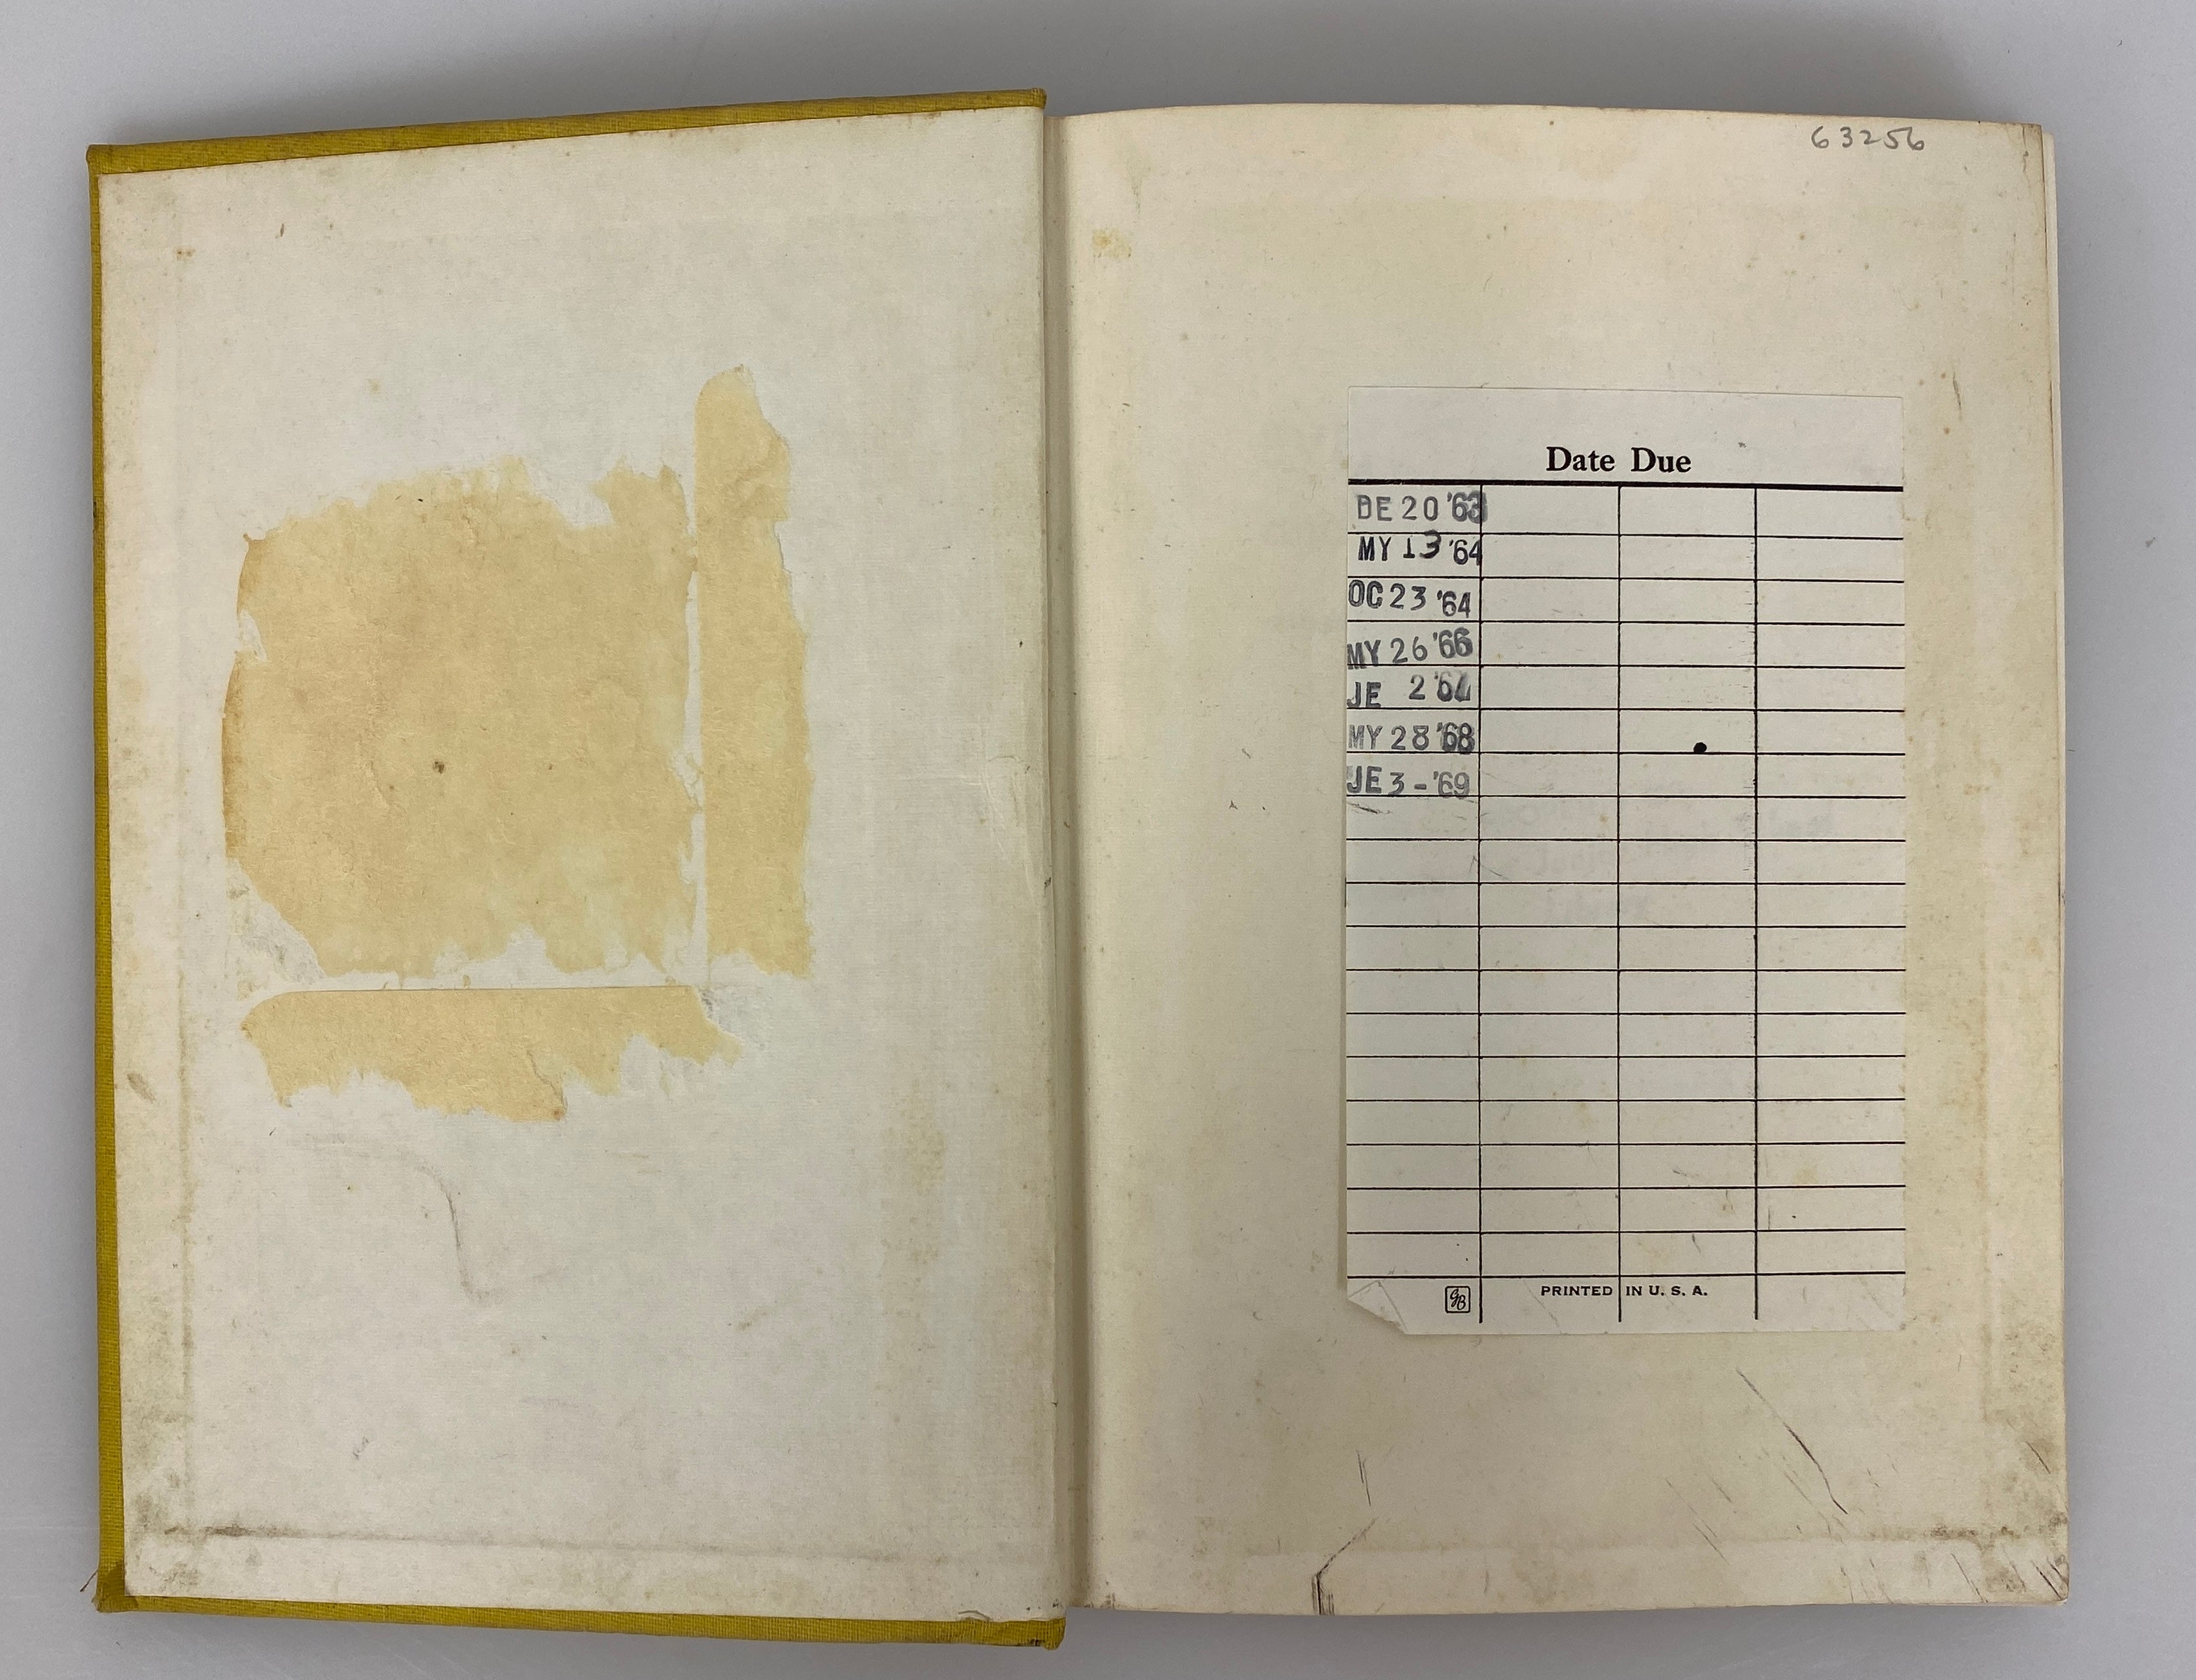 63256
Date Due
DE 20 '63
MY 13 '64
OC 23 '64
MY 26 '66
JE 2
MY 28 '68
JE 3 - '69
GB
PRINTED IN U. S. A.